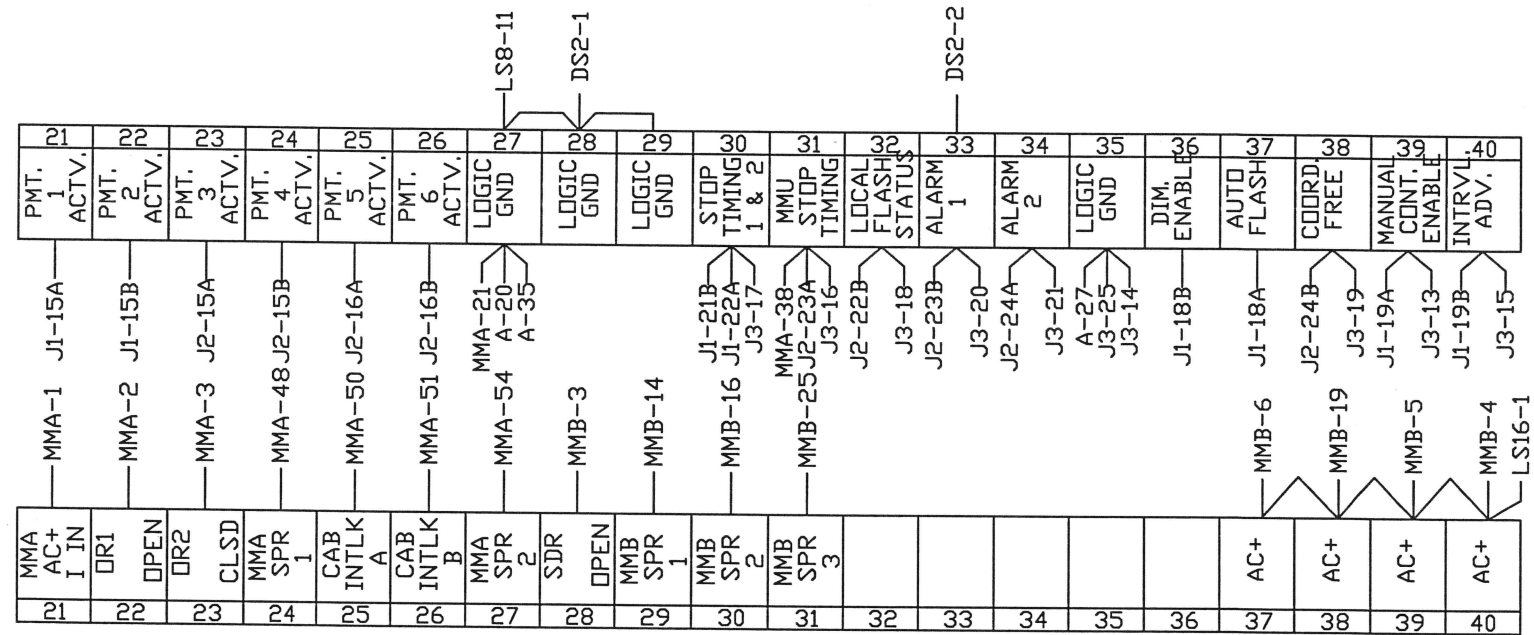 LS8-11
DS2-1
DS2-2
21 22 23 24 25 26 27 28 29 30 31 32 33 34 35 36 37 38 39 40
PMT. 1 ACTV.
PMT. 2 ACTV.
PMT. 3 ACTV.
PMT. 4 ACTV.
PMT. 5 ACTV.
PMT. 6 ACTV.
LOGIC GND
LOGIC GND
LOGIC GND
STOP TIMING 1 & 2
MMU STOP TIMING
LOCAL FLASH STATUS
ALARM 1
ALARM 2
LOGIC GND
DIM. ENABLE
AUTO FLASH
COORD. FREE
MANUAL CONT. ENABLE
INTRVL. ADV.
J1-15A
J1-15B
J2-15A
J2-15B
J2-16A
J2-16B
MMA-21
A-20
A-35
J1-21B
J1-22A
J3-17
MMA-38
J2-23A
J3-16
J2-22B
J3-18
J2-23B
J3-20
J2-24A
J3-21
A-27
J3-25
J3-14
J1-18B
J1-18A
J2-24B
J3-19
J1-19A
J3-13
J1-19B
J3-15
MMA-1
MMA-2
MMA-3
MMA-48
MMA-50
MMA-51
MMA-54
MMB-3
MMB-14
MMB-16
MMB-25
MMB-6
MMB-19
MMB-5
MMB-4
LS16-1
MMA AC+ I IN
OR1 OPEN
OR2 CLSD
MMA SPR 1
CAB INTLK A
CAB INTLK B
MMA SPR 2
SDR OPEN
MMB SPR 1
MMB SPR 2
MMB SPR 3
AC+
AC+
AC+
AC+
21 22 23 24 25 26 27 28 29 30 31 32 33 34 35 36 37 38 39 40